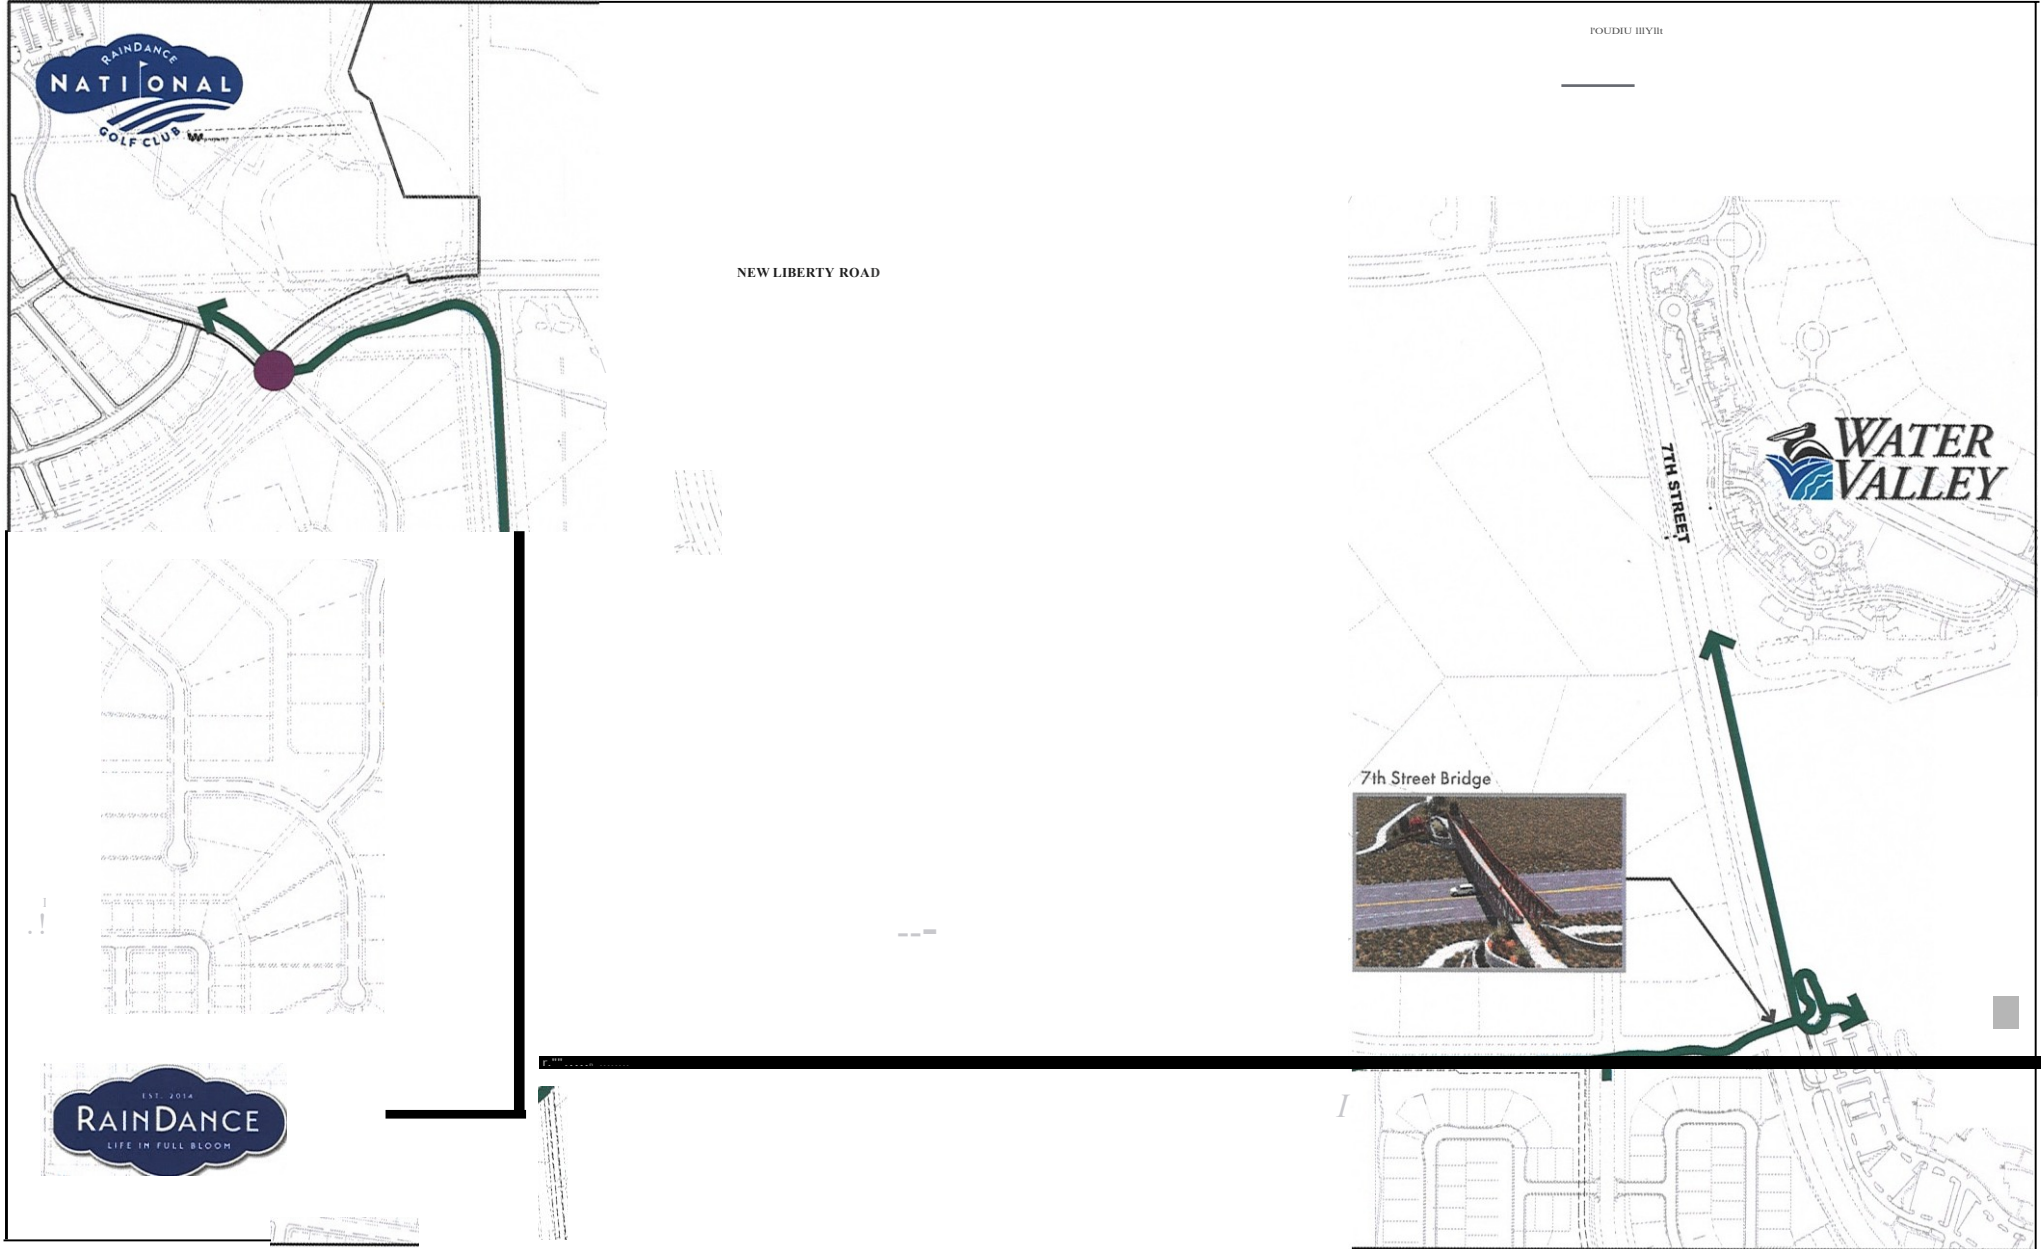 RAINDANCE
NATIONAL
GOLF CLUB
NEW LIBERTY ROAD
7TH STREET
WATER
VALLEY
7th Street Bridge
EST. 2014
RAINDANCE
LIFE IN FULL BLOOM